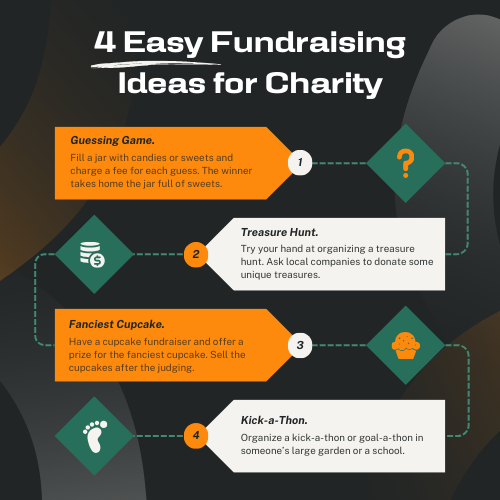 4 Easy Fundraising
Ideas for Charity
Guessing Game.
Fill a jar with candies or sweets and
charge a fee for each guess. The winner
takes home the jar full of sweets.
1
?
Treasure Hunt.
Try your hand at organizing a treasure
hunt. Ask local companies to donate some
unique treasures.
2
$
Fanciest Cupcake.
Have a cupcake fundraiser and offer a
prize for the fanciest cupcake. Sell the
cupcakes after the judging.
3
Kick-a-Thon.
Organize a kick-a-thon or goal-a-thon in
someone's large garden or a school.
4